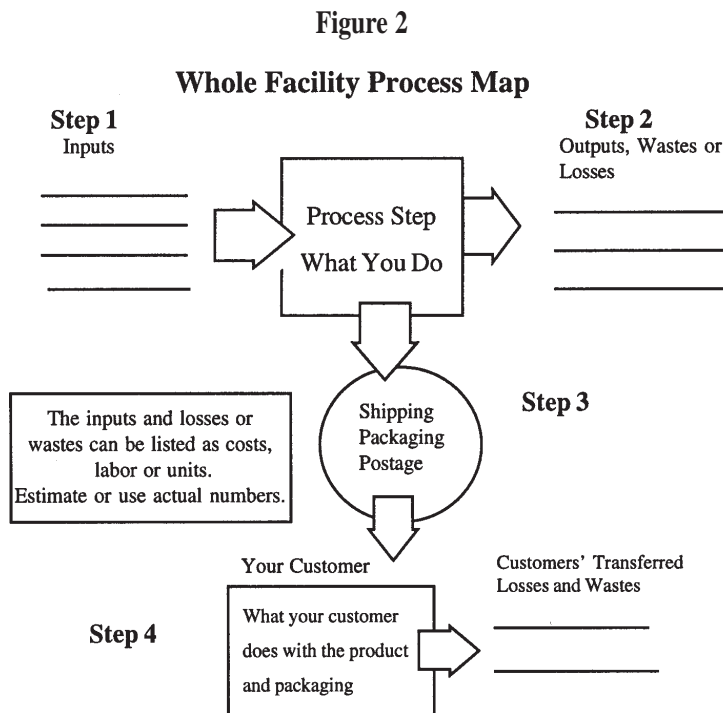 Figure 2
Whole Facility Process Map
Step 1
Inputs
Step 2
Outputs, Wastes or
Losses
Process Step
What You Do
Shipping
Packaging
Postage
Step 3
The inputs and losses or
wastes can be listed as costs,
labor or units.
Estimate or use actual numbers.
Your Customer
Customers' Transferred
Losses and Wastes
Step 4
What your customer
does with the product
and packaging